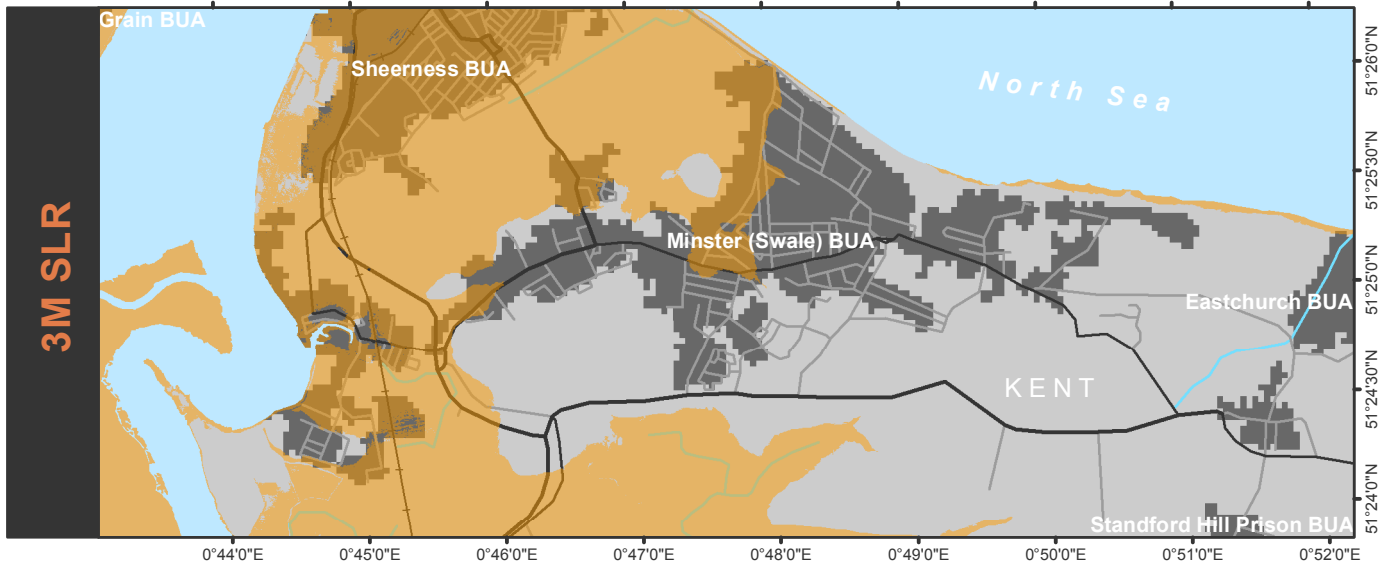 3M SLR
Grain BUA
Sheerness BUA
North Sea
Minster (Swale) BUA
Eastchurch BUA
KENT
Standford Hill Prison BUA
51°26'0"N
51°25'30"N
51°25'0"N
51°24'30"N
51°24'0"N
0°44'0"E
0°45'0"E
0°46'0"E
0°47'0"E
0°48'0"E
0°49'0"E
0°50'0"E
0°51'0"E
0°52'0"E